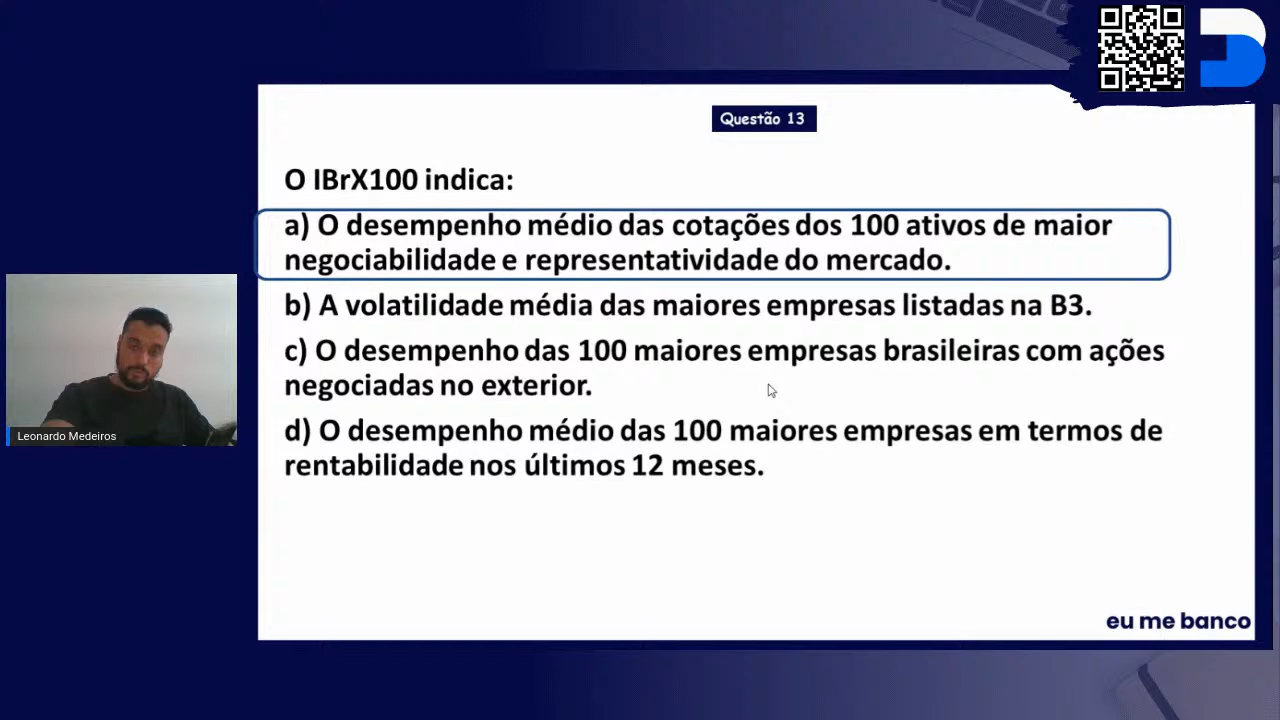 Questão 13
O IBrX100 indica:
a) O desempenho médio das cotações dos 100 ativos de maior
negociabilidade e representatividade do mercado.
b) A volatilidade média das maiores empresas listadas na B3.
c) O desempenho das 100 maiores empresas brasileiras com ações
negociadas no exterior.
d) O desempenho médio das 100 maiores empresas em termos de
rentabilidade nos últimos 12 meses.
Leonardo Medeiros
eu me banco